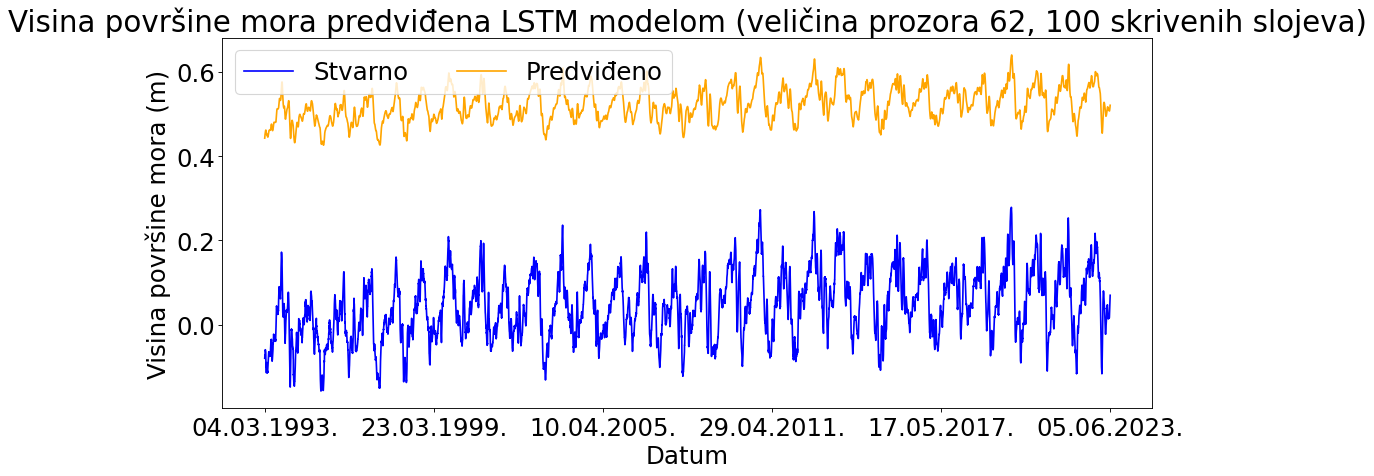 Visina površine mora predviđena LSTM modelom (veličina prozora 62, 100 skrivenih slojeva)
Stvarno Predviđeno
Visina površine mora (m)
0.6
0.4
0.2
0.0
04.03.1993. 23.03.1999. 10.04.2005. 29.04.2011. 17.05.2017. 05.06.2023.
Datum